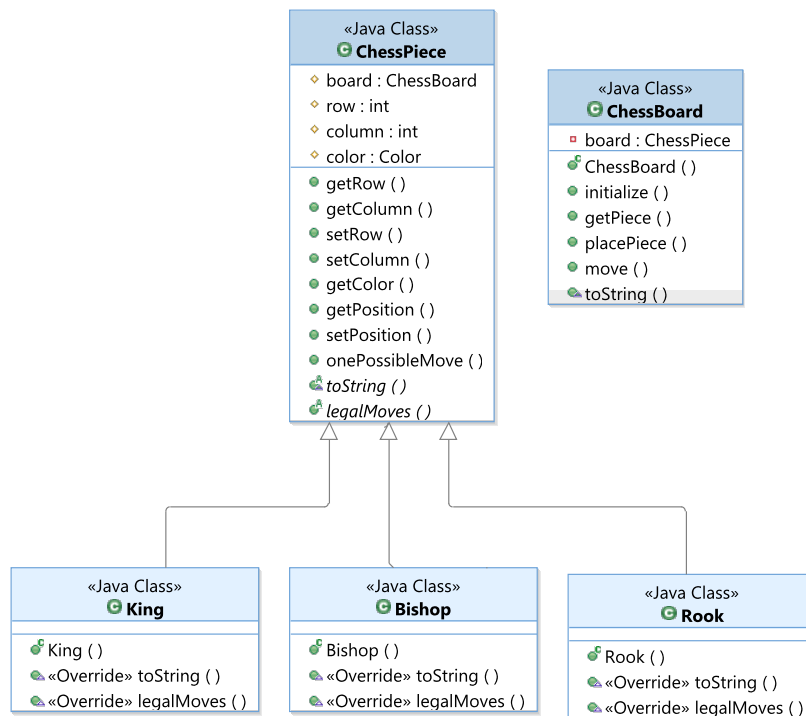 «Java Class»
ChessPiece
board : ChessBoard
row : int
column : int
color : Color
getRow ( )
getColumn ( )
setRow ( )
setColumn ( )
getColor ( )
getPosition ( )
setPosition ( )
onePossibleMove ( )
toString ( )
legalMoves ( )
«Java Class»
ChessBoard
board : ChessPiece
ChessBoard ( )
initialize ( )
getPiece ( )
placePiece ( )
move ( )
toString ( )
«Java Class»
King
King ( )
«Override» toString ( )
«Override» legalMoves ( )
«Java Class»
Bishop
Bishop ( )
«Override» toString ( )
«Override» legalMoves ( )
«Java Class»
Rook
Rook ( )
«Override» toString ( )
«Override» legalMoves ( )